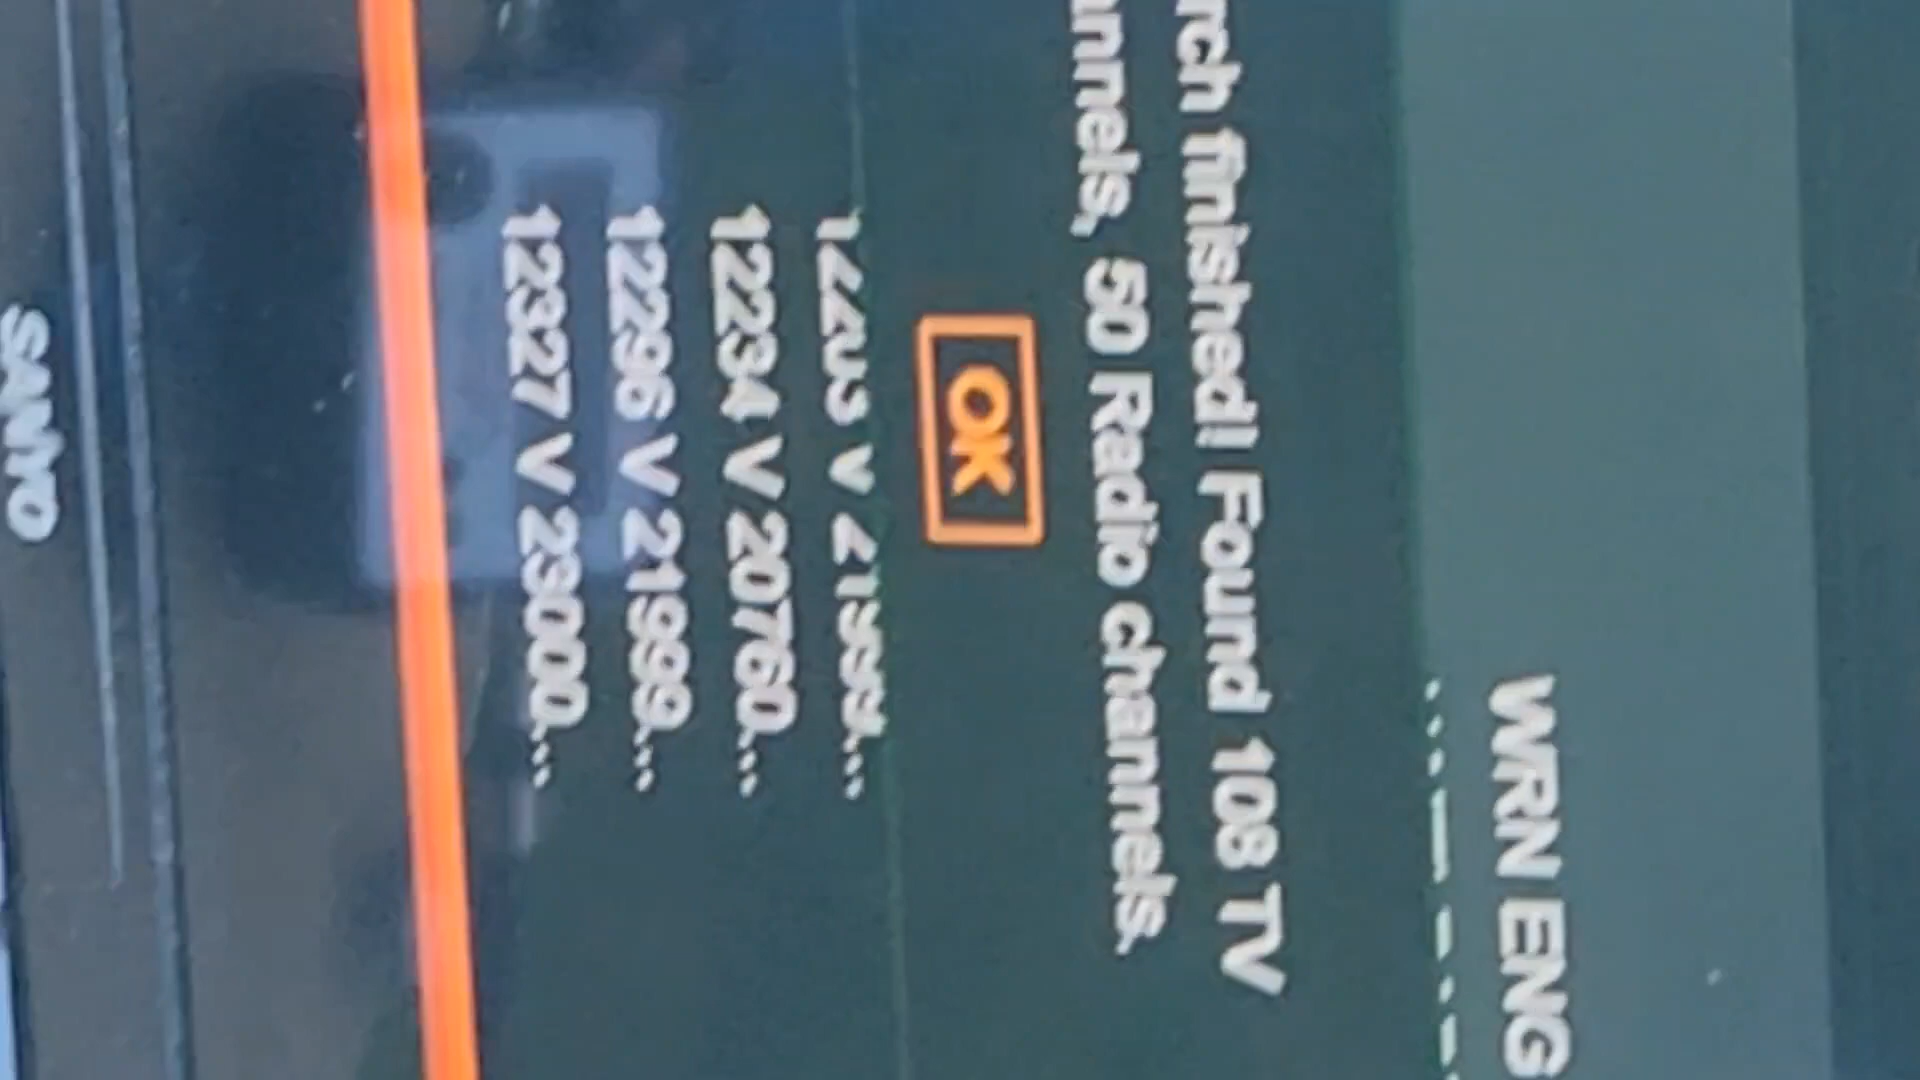 WRN ENG
rch finished! Found 108 TV
nnels, 50 Radio channels.
OK
12234 V 20760...
12296 V 21999...
12327 V 23000...
SANYO